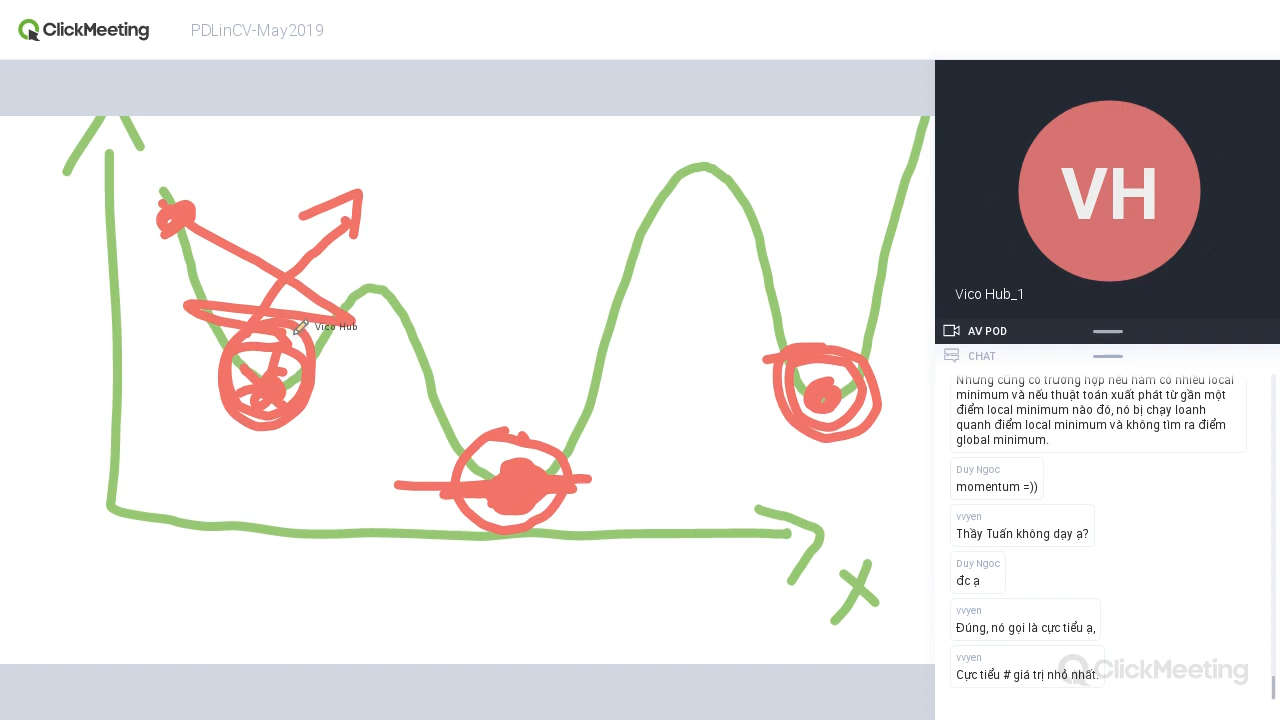 ClickMeeting
PDLinCV-May2019
VH
Vico Hub_1
AV POD
CHAT
Nhưng cũng có trường hợp nếu hàm có nhiều local
minimum và nếu thuật toán xuất phát từ gần một
điểm local minimum nào đó, nó bị chạy loanh
quanh điểm local minimum và không tìm ra điểm
global minimum.
Duy Ngoc
momentum =))
vvyen
Thầy Tuấn không dạy ạ?
Duy Ngoc
đc ạ
vvyen
Đúng, nó gọi là cực tiểu ạ,
vvyen
Cực tiểu # giá trị nhỏ nhất.
ClickMeeting
Vico Hub
x